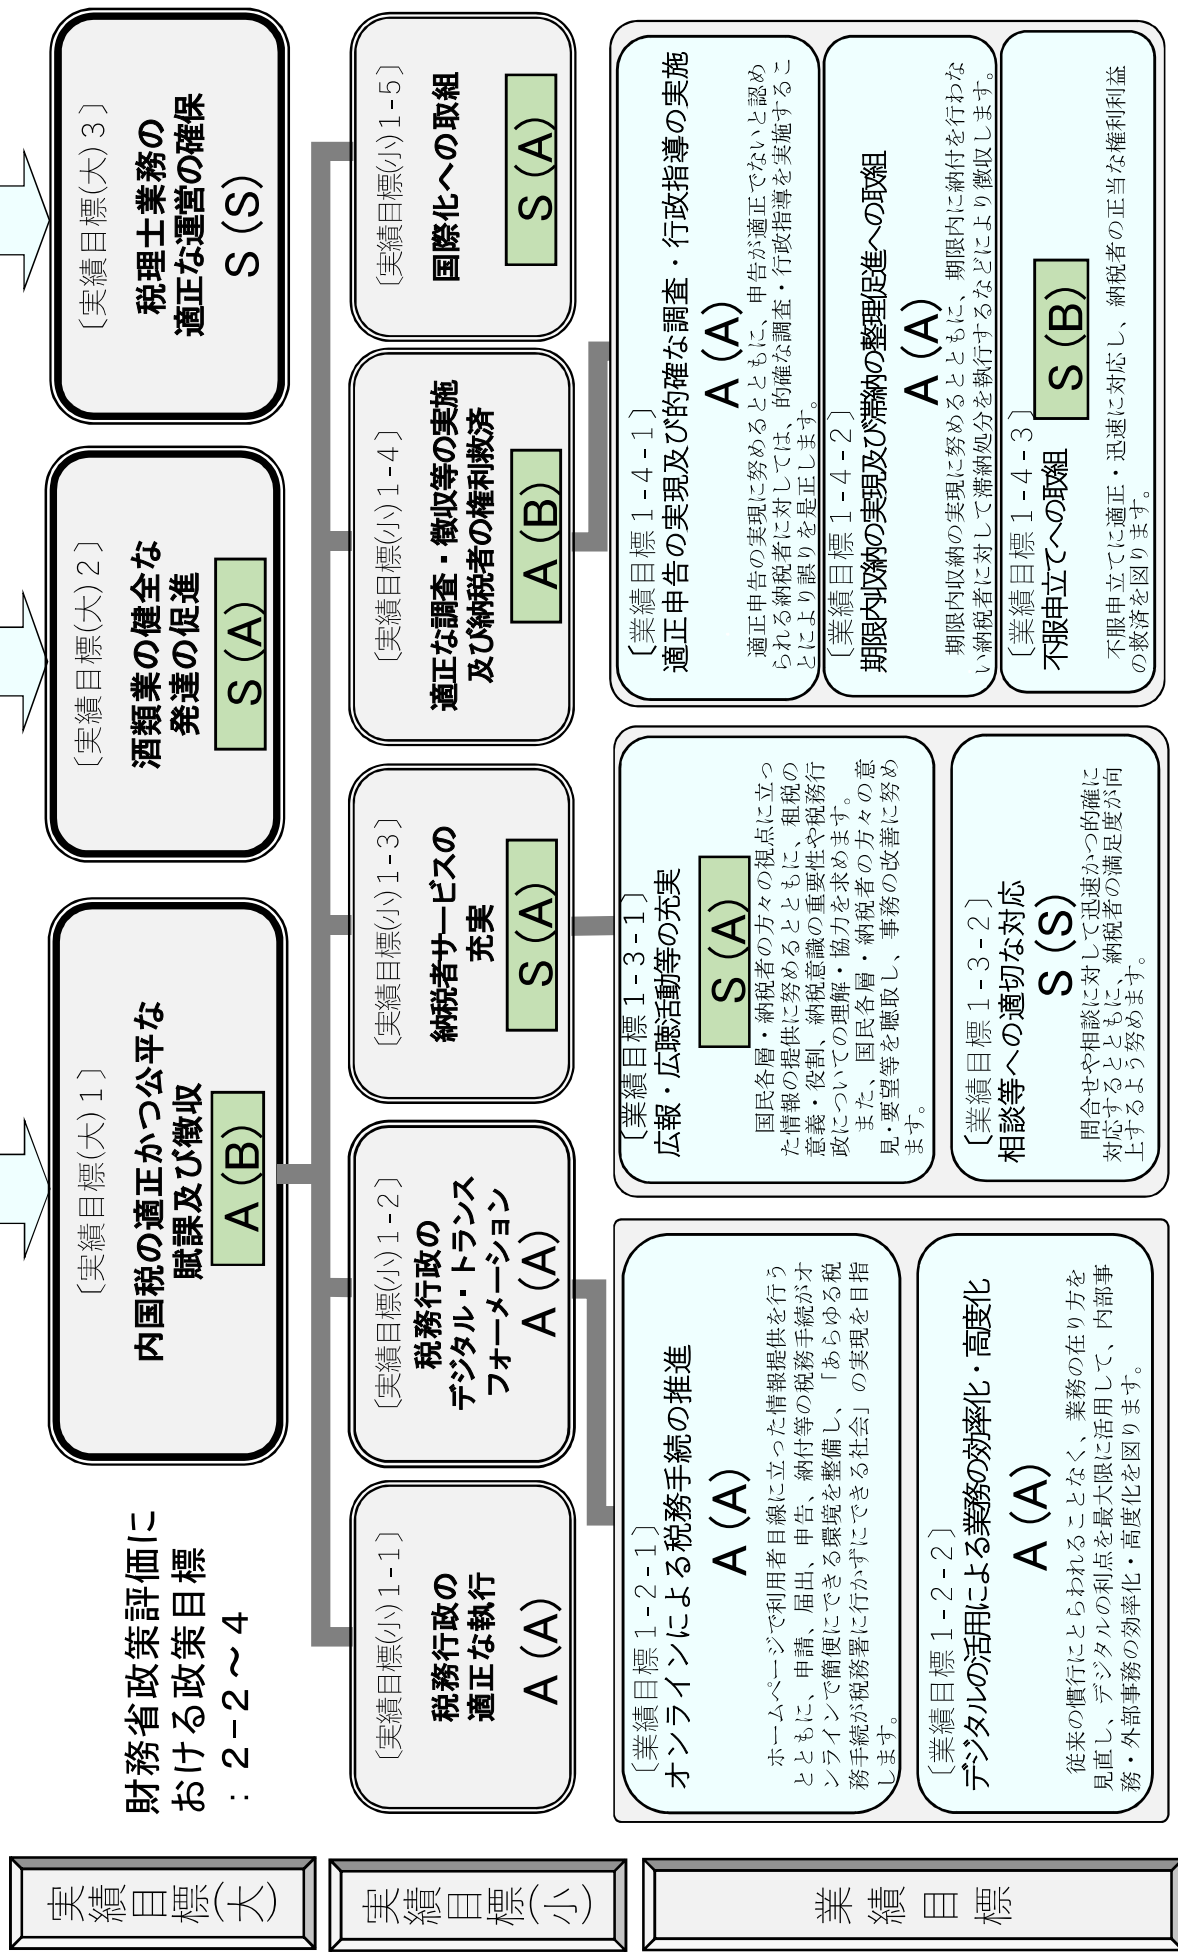 実績目標(大)
財務省政策評価に
おける政策目標
：２－２～４
〔実績目標(大)１〕
内国税の適正かつ公平な
賦課及び徴収
A（B）
〔実績目標(大)２〕
酒類業の健全な
発達の促進
S（A）
〔実績目標(大)３〕
税理士業務の
適正な運営の確保
S（S）
実績目標(小)
〔実績目標(小)１-１〕
税務行政の
適正な執行
A（A）
〔実績目標(小)１-２〕
税務行政の
デジタル・トランス
フォーメーション
A（A）
〔実績目標(小)１-３〕
納税者サービスの
充実
S（A）
〔実績目標(小)１-４〕
適正な調査・徴収等の実施
及び納税者の権利救済
A（B）
〔実績目標(小)１-５〕
国際化への取組
S（A）
業績目標
〔業績目標１-２-１〕
オンラインによる税務手続の推進
A（A）
ホームページで利用者目線に立った情報提供を行う
とともに、申請、届出、申告、納付等の税務手続がオ
ンラインで簡便にできる環境を整備し、「あらゆる税
務手続が税務署に行かずにできる社会」の実現を目指
します。
〔業績目標１-２-２〕
デジタルの活用による業務の効率化・高度化
A（A）
従来の慣行にとらわれることなく、業務の在り方を
見直し、デジタルの利点を最大限に活用して、内部事
務・外部事務の効率化・高度化を図ります。
〔業績目標１-３-１〕
広報・広聴活動等の充実
S（A）
国民各層・納税者の方々の視点に立っ
た情報の提供に努めるとともに、租税の
意義・役割、納税意識の重要性や税務行
政についての理解・協力を求めます。
また、国民各層・納税者の方々の意
見・要望等を聴取し、事務の改善に努め
ます。
〔業績目標１-３-２〕
相談等への適切な対応
S（S）
問合せや相談に対して迅速かつ的確に
対応するとともに、納税者の満足度が向
上するよう努めます。
〔業績目標１-４-１〕
適正申告の実現及び的確な調査・行政指導の実施
A（A）
適正申告の実現に努めるとともに、申告が適正でないと認め
られる納税者に対しては、的確な調査・行政指導を実施するこ
とにより誤りを是正します。
〔業績目標１-４-２〕
期限内収納の実現及び滞納の整理促進への取組
A（A）
期限内収納の実現に努めるとともに、期限内に納付を行わな
い納税者に対して滞納処分を執行するなどにより徴収します。
〔業績目標１-４-３〕
不服申立てへの取組
S（B）
不服申立てに適正・迅速に対応し、納税者の正当な権利利益
の救済を図ります。